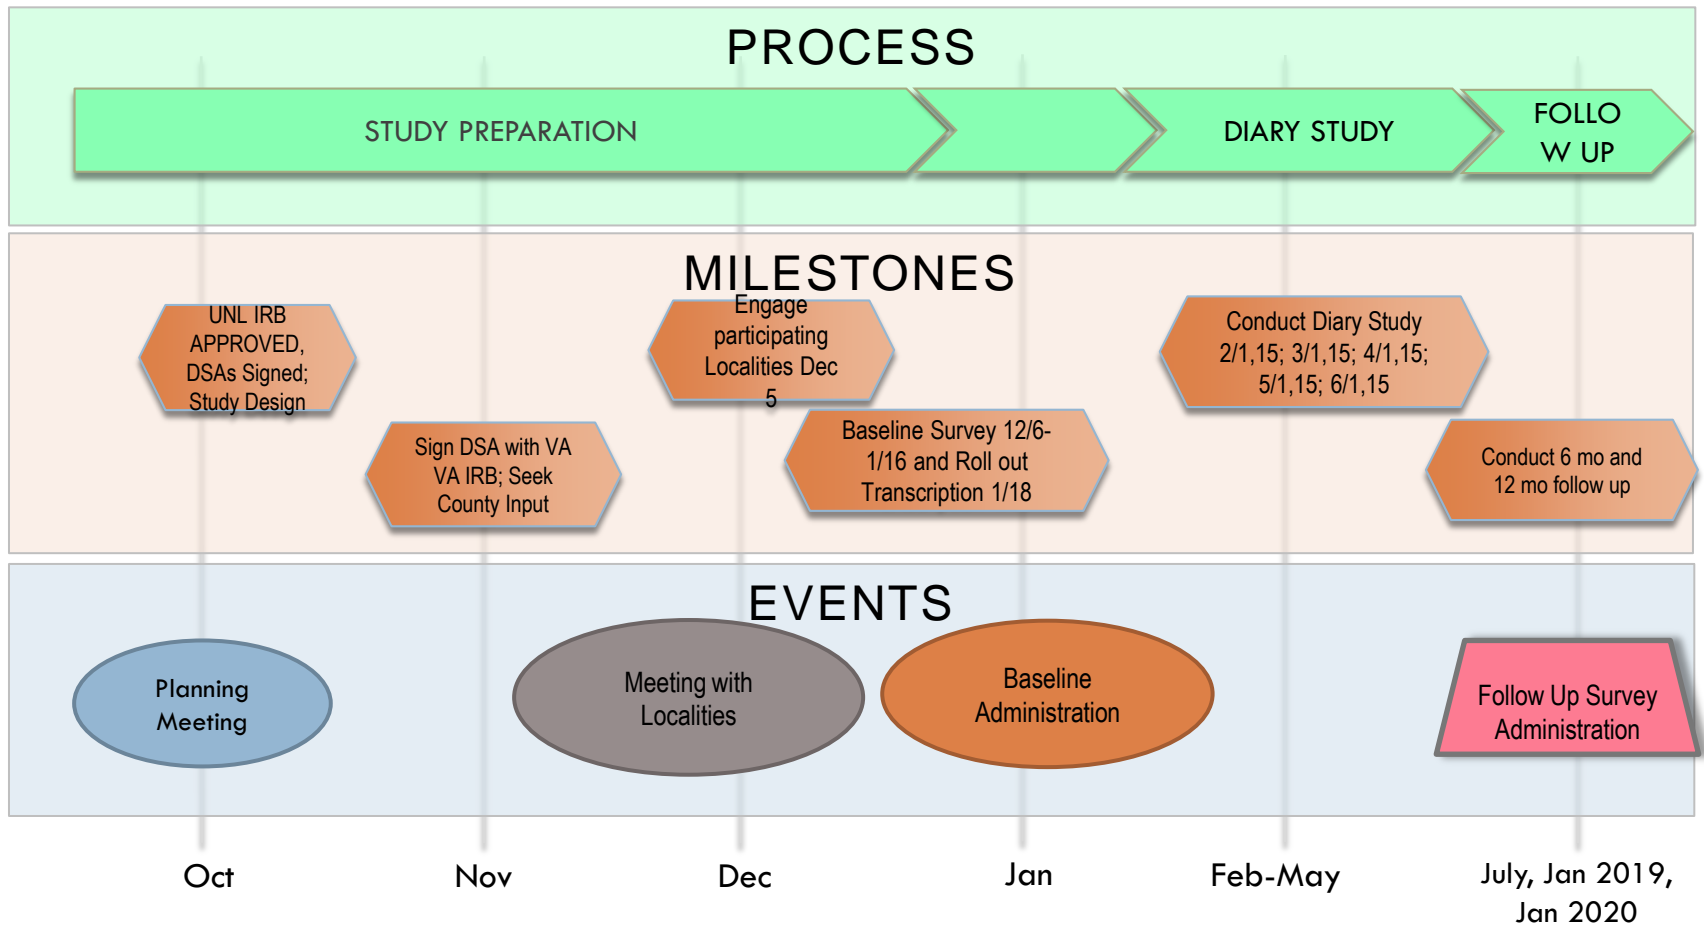 PROCESS
STUDY PREPARATION
DIARY STUDY
FOLLO
W UP
MILESTONES
UNL IRB
APPROVED,
DSAs Signed;
Study Design
Engage
participating
Localities Dec
5
Conduct Diary Study
2/1,15; 3/1,15; 4/1,15;
5/1,15; 6/1,15
Sign DSA with VA
VA IRB; Seek
County Input
Baseline Survey 12/6-
1/16 and Roll out
Transcription 1/18
Conduct 6 mo and
12 mo follow up
EVENTS
Planning
Meeting
Meeting with
Localities
Baseline
Administration
Follow Up Survey
Administration
Oct
Nov
Dec
Jan
Feb-May
July, Jan 2019,
Jan 2020